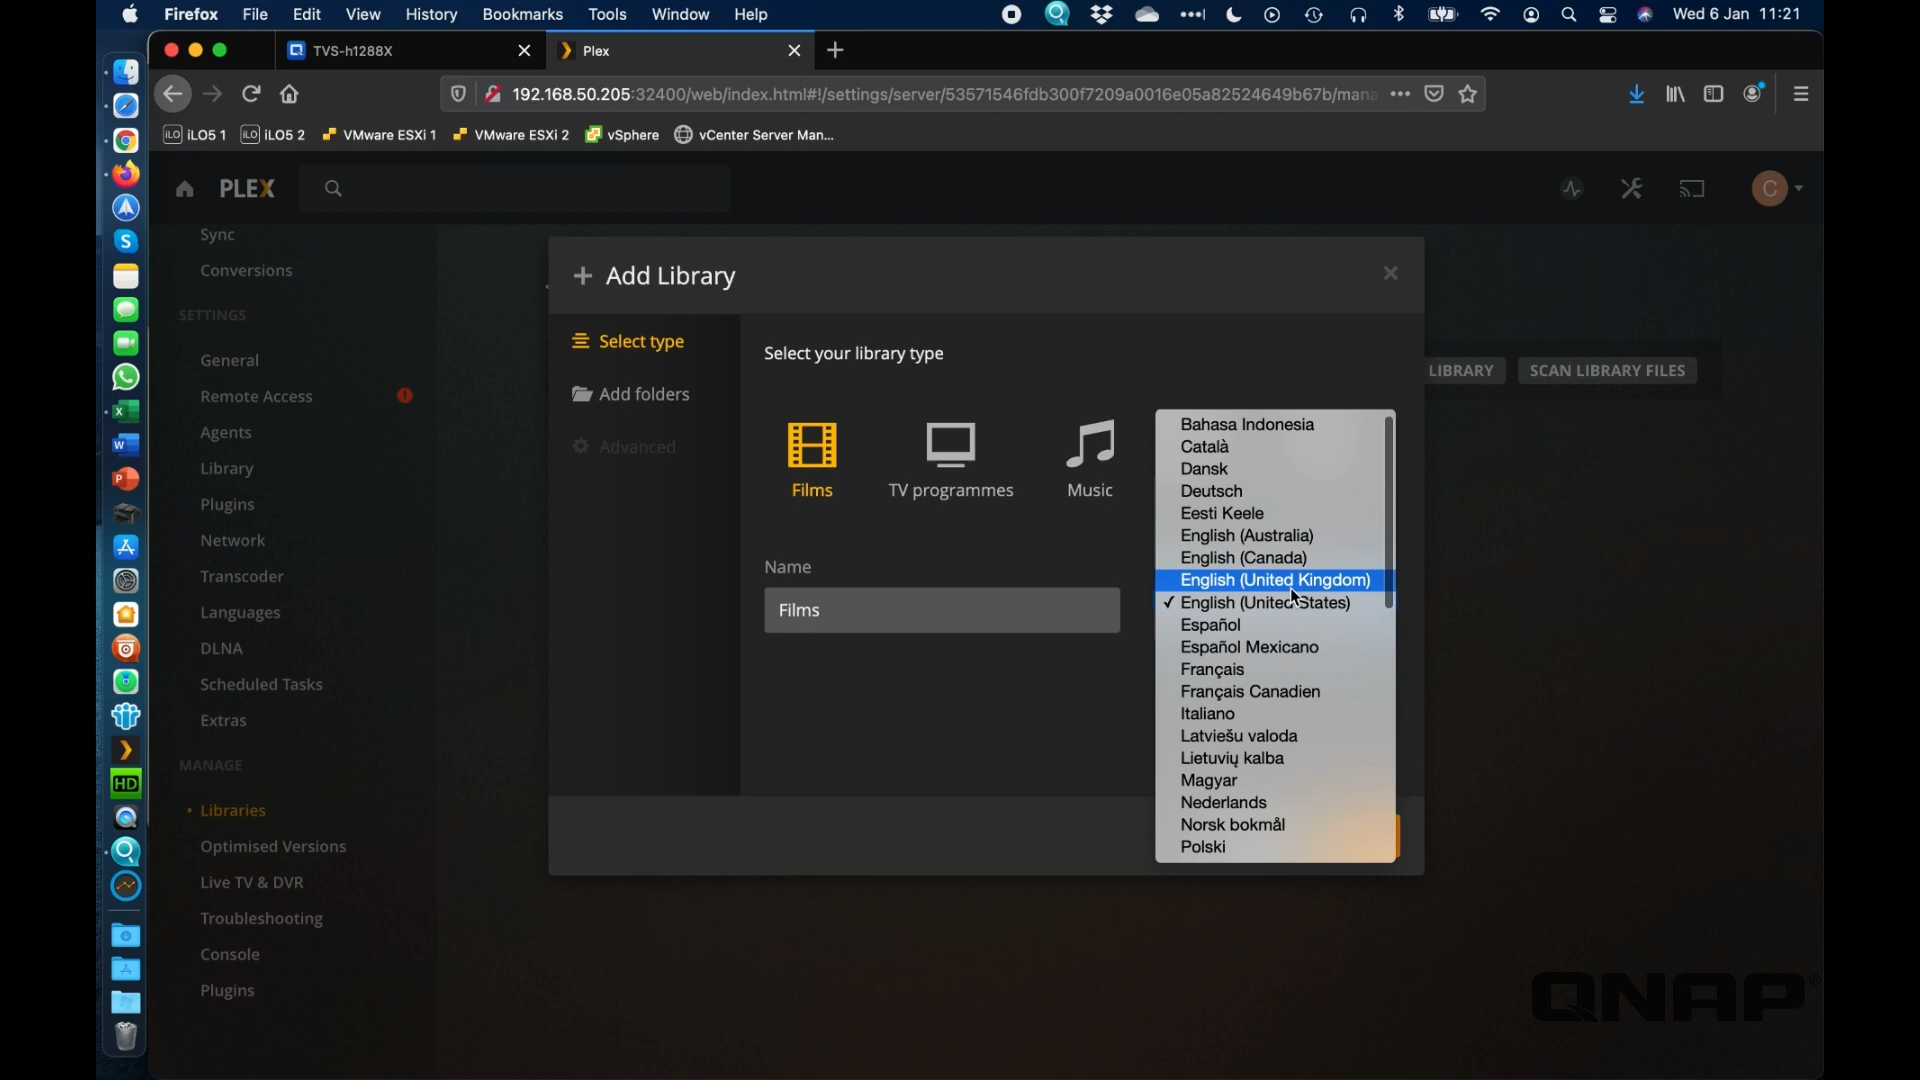 Firefox File Edit View History Bookmarks Tools Window Help Wed 6 Jan 11:21
TVS-h1288X Plex
192.168.50.205:32400/web/index.html#!/settings/server/53571546fdb300f7209a0016e05a82524649b67b/mana
iLO iLO5 1 iLO iLO5 2 VMware ESXi 1 VMware ESXi 2 vSphere vCenter Server Man...
PLEX C
Sync
Conversions
SETTINGS
General
Remote Access
Agents
Library
Plugins
Network
Transcoder
Languages
DLNA
Scheduled Tasks
Extras
MANAGE
Libraries
Optimised Versions
Live TV & DVR
Troubleshooting
Console
Plugins
HD
Add Library
Select type
Add folders
Advanced
Select your library type
Films TV programmes Music
Name
Films
LIBRARY SCAN LIBRARY FILES
Bahasa Indonesia
Català
Dansk
Deutsch
Eesti Keele
English (Australia)
English (Canada)
English (United Kingdom)
✓ English (United States)
Español
Español Mexicano
Français
Français Canadien
Italiano
Latviešu valoda
Lietuvių kalba
Magyar
Nederlands
Norsk bokmål
Polski
QNAP